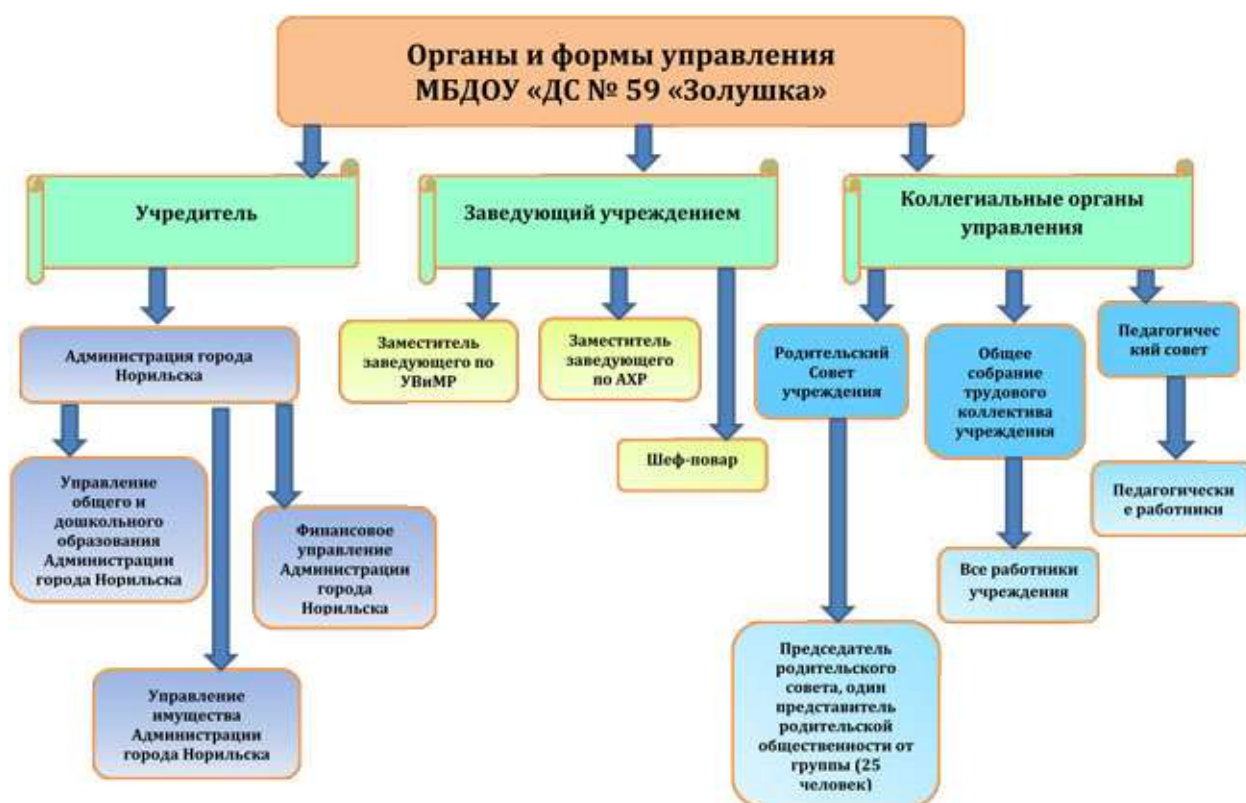 Органы и формы управления
МБДОУ «ДС № 59 «Золушка»
Учредитель
Заведующий учреждением
Коллегиальные органы
управления
Администрация города
Норильска
Управление
общего и
дошкольного
образования
Администрации
города Норильска
Финансовое
управление
Администрации
города
Норильска
Управление
имущества
Администрации
города Норильска
Заместитель
заведующего по
УВиМР
Заместитель
заведующего
по АХР
Шеф-повар
Родительский
Совет
учреждения
Общее
собрание
трудового
коллектива
учреждения
Педагогичес
кий совет
Председатель
родительского
совета, один
представитель
родительской
общественности от
группы (25
человек)
Все работники
учреждения
Педагогически
е работники